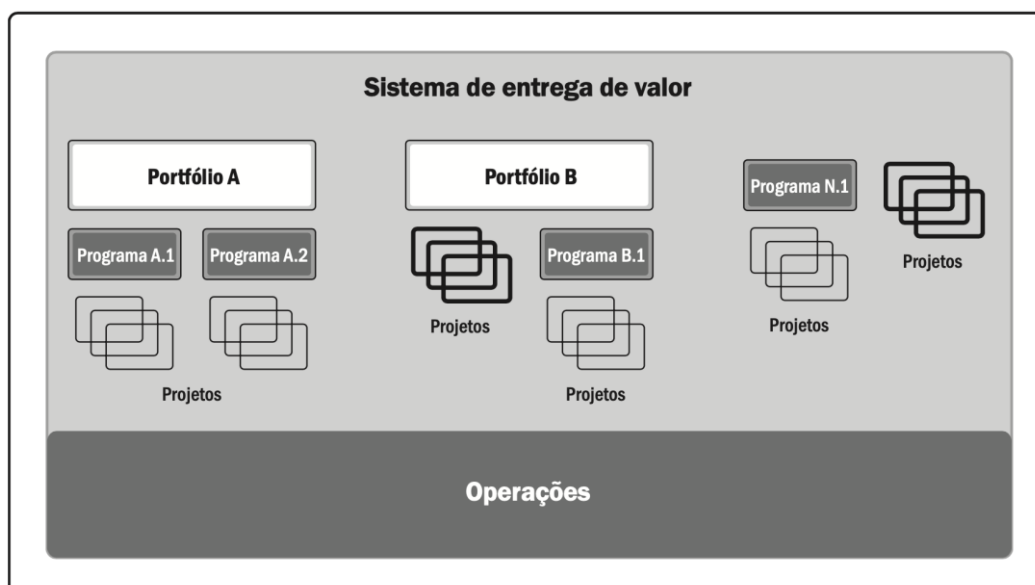 Sistema de entrega de valor
Portfólio A
Portfólio B
Programa N.1
Projetos
Programa A.1
Programa A.2
Programa B.1
Projetos
Projetos
Projetos
Projetos
Operações